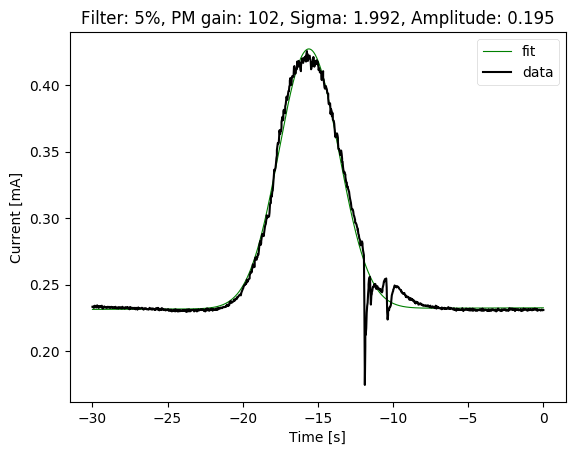 Filter: 5%, PM gain: 102, Sigma: 1.992, Amplitude: 0.195
fit
data
0.40
0.35
0.30
0.25
0.20
Current [mA]
−30
−25
−20
−15
−10
−5
0
Time [s]